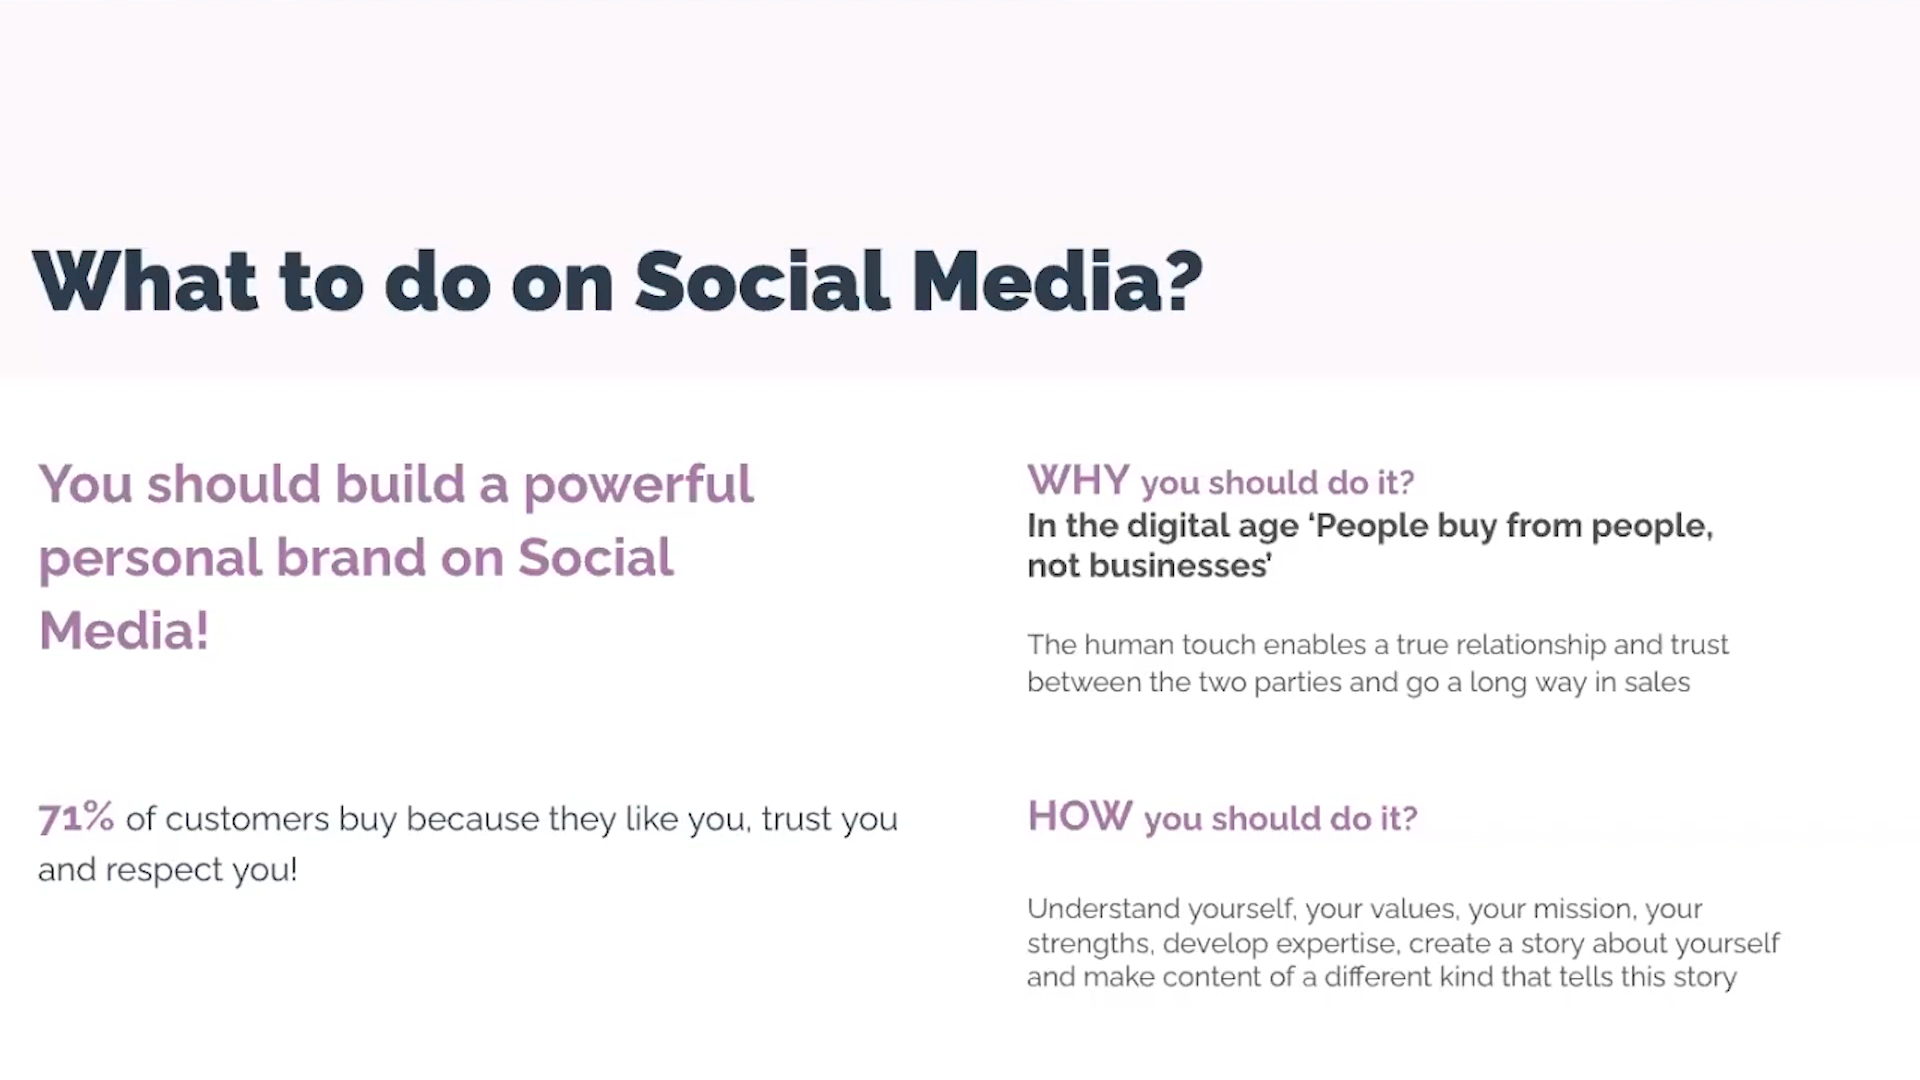 What to do on Social Media?
You should build a powerful
personal brand on Social
Media!
71% of customers buy because they like you, trust you
and respect you!
WHY you should do it?
In the digital age ‘People buy from people,
not businesses’
The human touch enables a true relationship and trust
between the two parties and go a long way in sales
HOW you should do it?
Understand yourself, your values, your mission, your
strengths, develop expertise, create a story about yourself
and make content of a different kind that tells this story